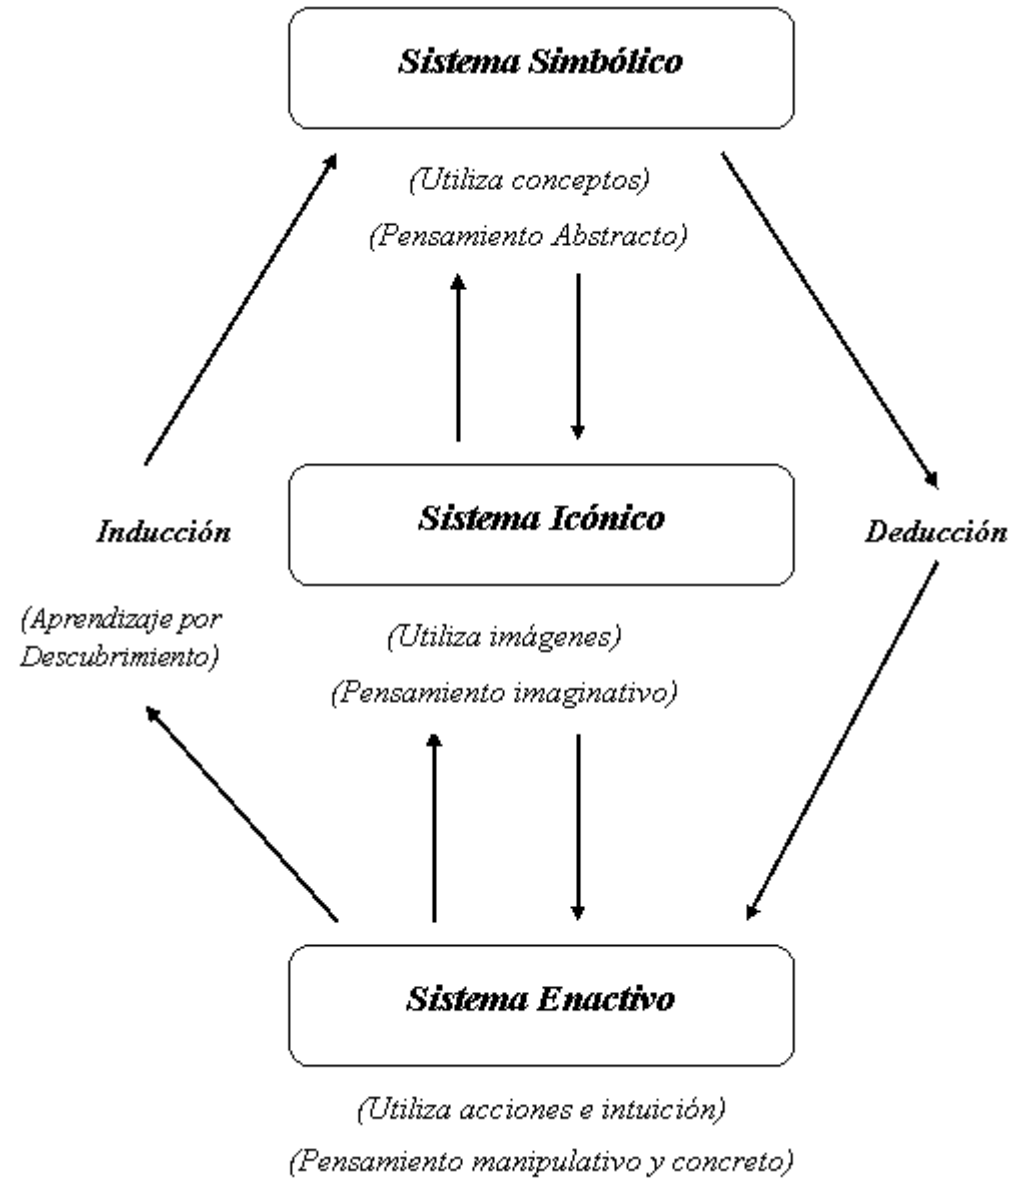 Sistema Simbólico
(Utiliza conceptos)
(Pensamiento Abstracto)
Sistema Icónico
Inducción
Deducción
(Aprendizaje por
Descubrimiento)
(Utiliza imágenes)
(Pensamiento imaginativo)
Sistema Enactivo
(Utiliza acciones e intuición)
(Pensamiento manipulativo y concreto)